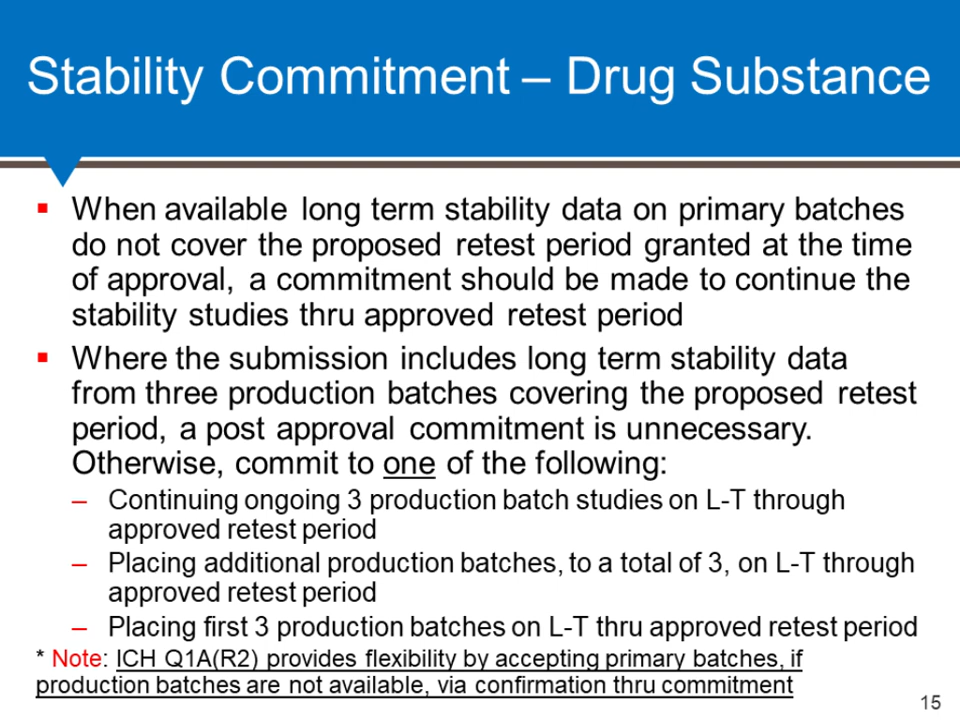 Stability Commitment – Drug Substance
▪ When available long term stability data on primary batches
do not cover the proposed retest period granted at the time
of approval, a commitment should be made to continue the
stability studies thru approved retest period
▪ Where the submission includes long term stability data
from three production batches covering the proposed retest
period, a post approval commitment is unnecessary.
Otherwise, commit to one of the following:
– Continuing ongoing 3 production batch studies on L-T through
approved retest period
– Placing additional production batches, to a total of 3, on L-T through
approved retest period
– Placing first 3 production batches on L-T thru approved retest period
* Note: ICH Q1A(R2) provides flexibility by accepting primary batches, if
production batches are not available, via confirmation thru commitment
15